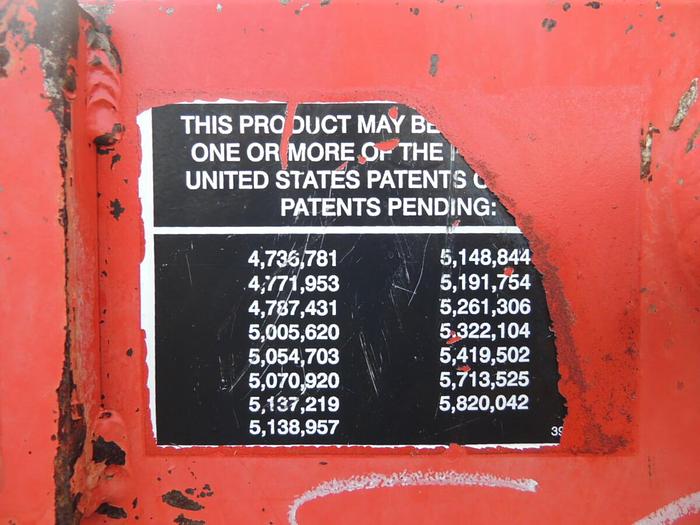 THIS PRODUCT MAY BE
ONE OR MORE OF THE
UNITED STATES PATENTS
PATENTS PENDING:
4,736,781 5,148,844
4,771,953 5,191,754
4,787,431 5,261,306
5,005,620 5,322,104
5,054,703 5,419,502
5,070,920 5,713,525
5,137,219 5,820,042
5,138,957
39